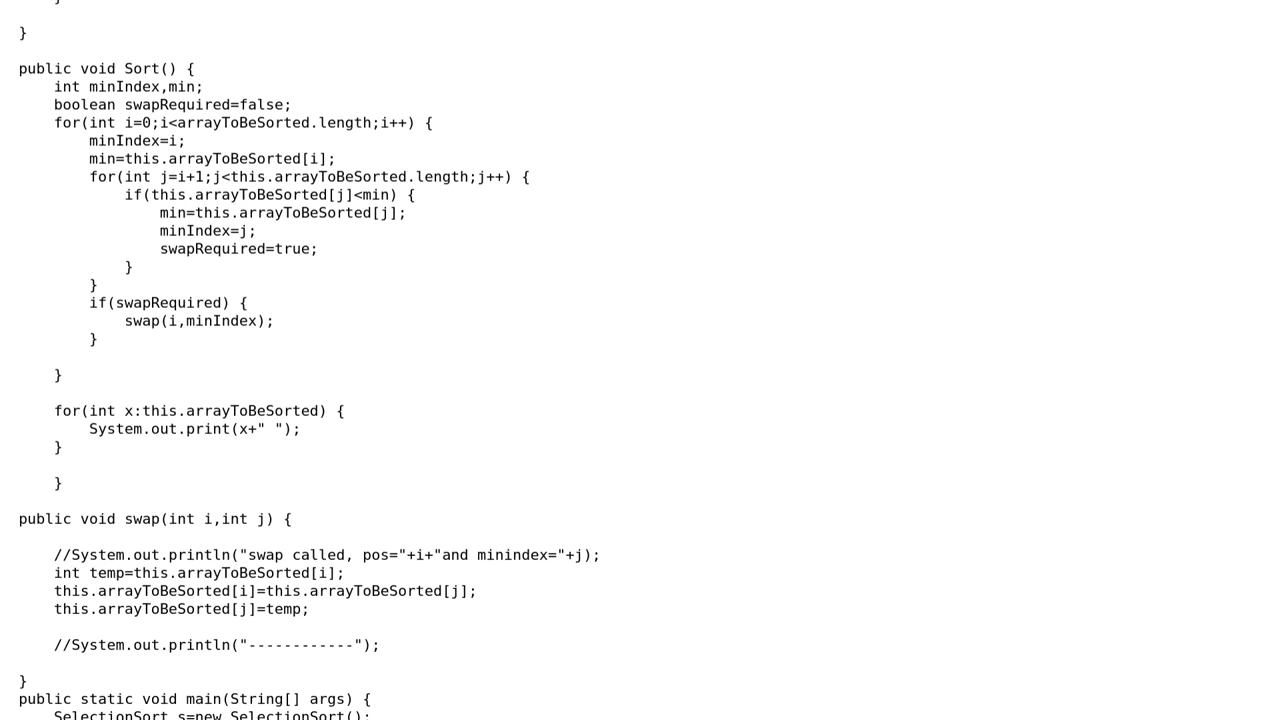 }
}
public void Sort() {
    int minIndex,min;
    boolean swapRequired=false;
    for(int i=0;i<arrayToBeSorted.length;i++) {
        minIndex=i;
        min=this.arrayToBeSorted[i];
        for(int j=i+1;j<this.arrayToBeSorted.length;j++) {
            if(this.arrayToBeSorted[j]<min) {
                min=this.arrayToBeSorted[j];
                minIndex=j;
                swapRequired=true;
            }
        }
        if(swapRequired) {
            swap(i,minIndex);
        }
    }
    for(int x:this.arrayToBeSorted) {
        System.out.print(x+" ");
    }
    }
public void swap(int i,int j) {
    //System.out.println("swap called, pos="+i+"and minindex="+j);
    int temp=this.arrayToBeSorted[i];
    this.arrayToBeSorted[i]=this.arrayToBeSorted[j];
    this.arrayToBeSorted[j]=temp;
    //System.out.println("------------");
}
public static void main(String[] args) {
    SelectionSort s=new SelectionSort();